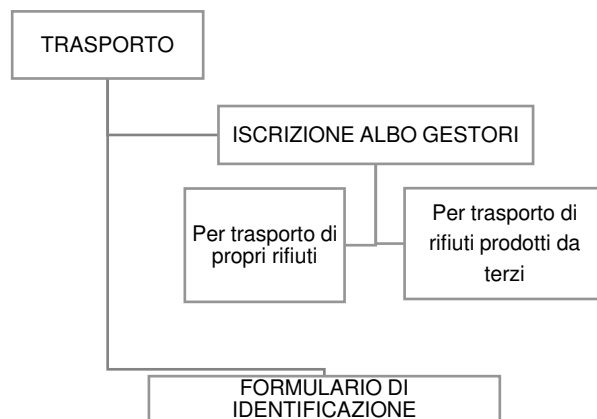 TRASPORTO
ISCRIZIONE ALBO GESTORI
Per trasporto di
propri rifiuti
Per trasporto di
rifiuti prodotti da
terzi
FORMULARIO DI
IDENTIFICAZIONE